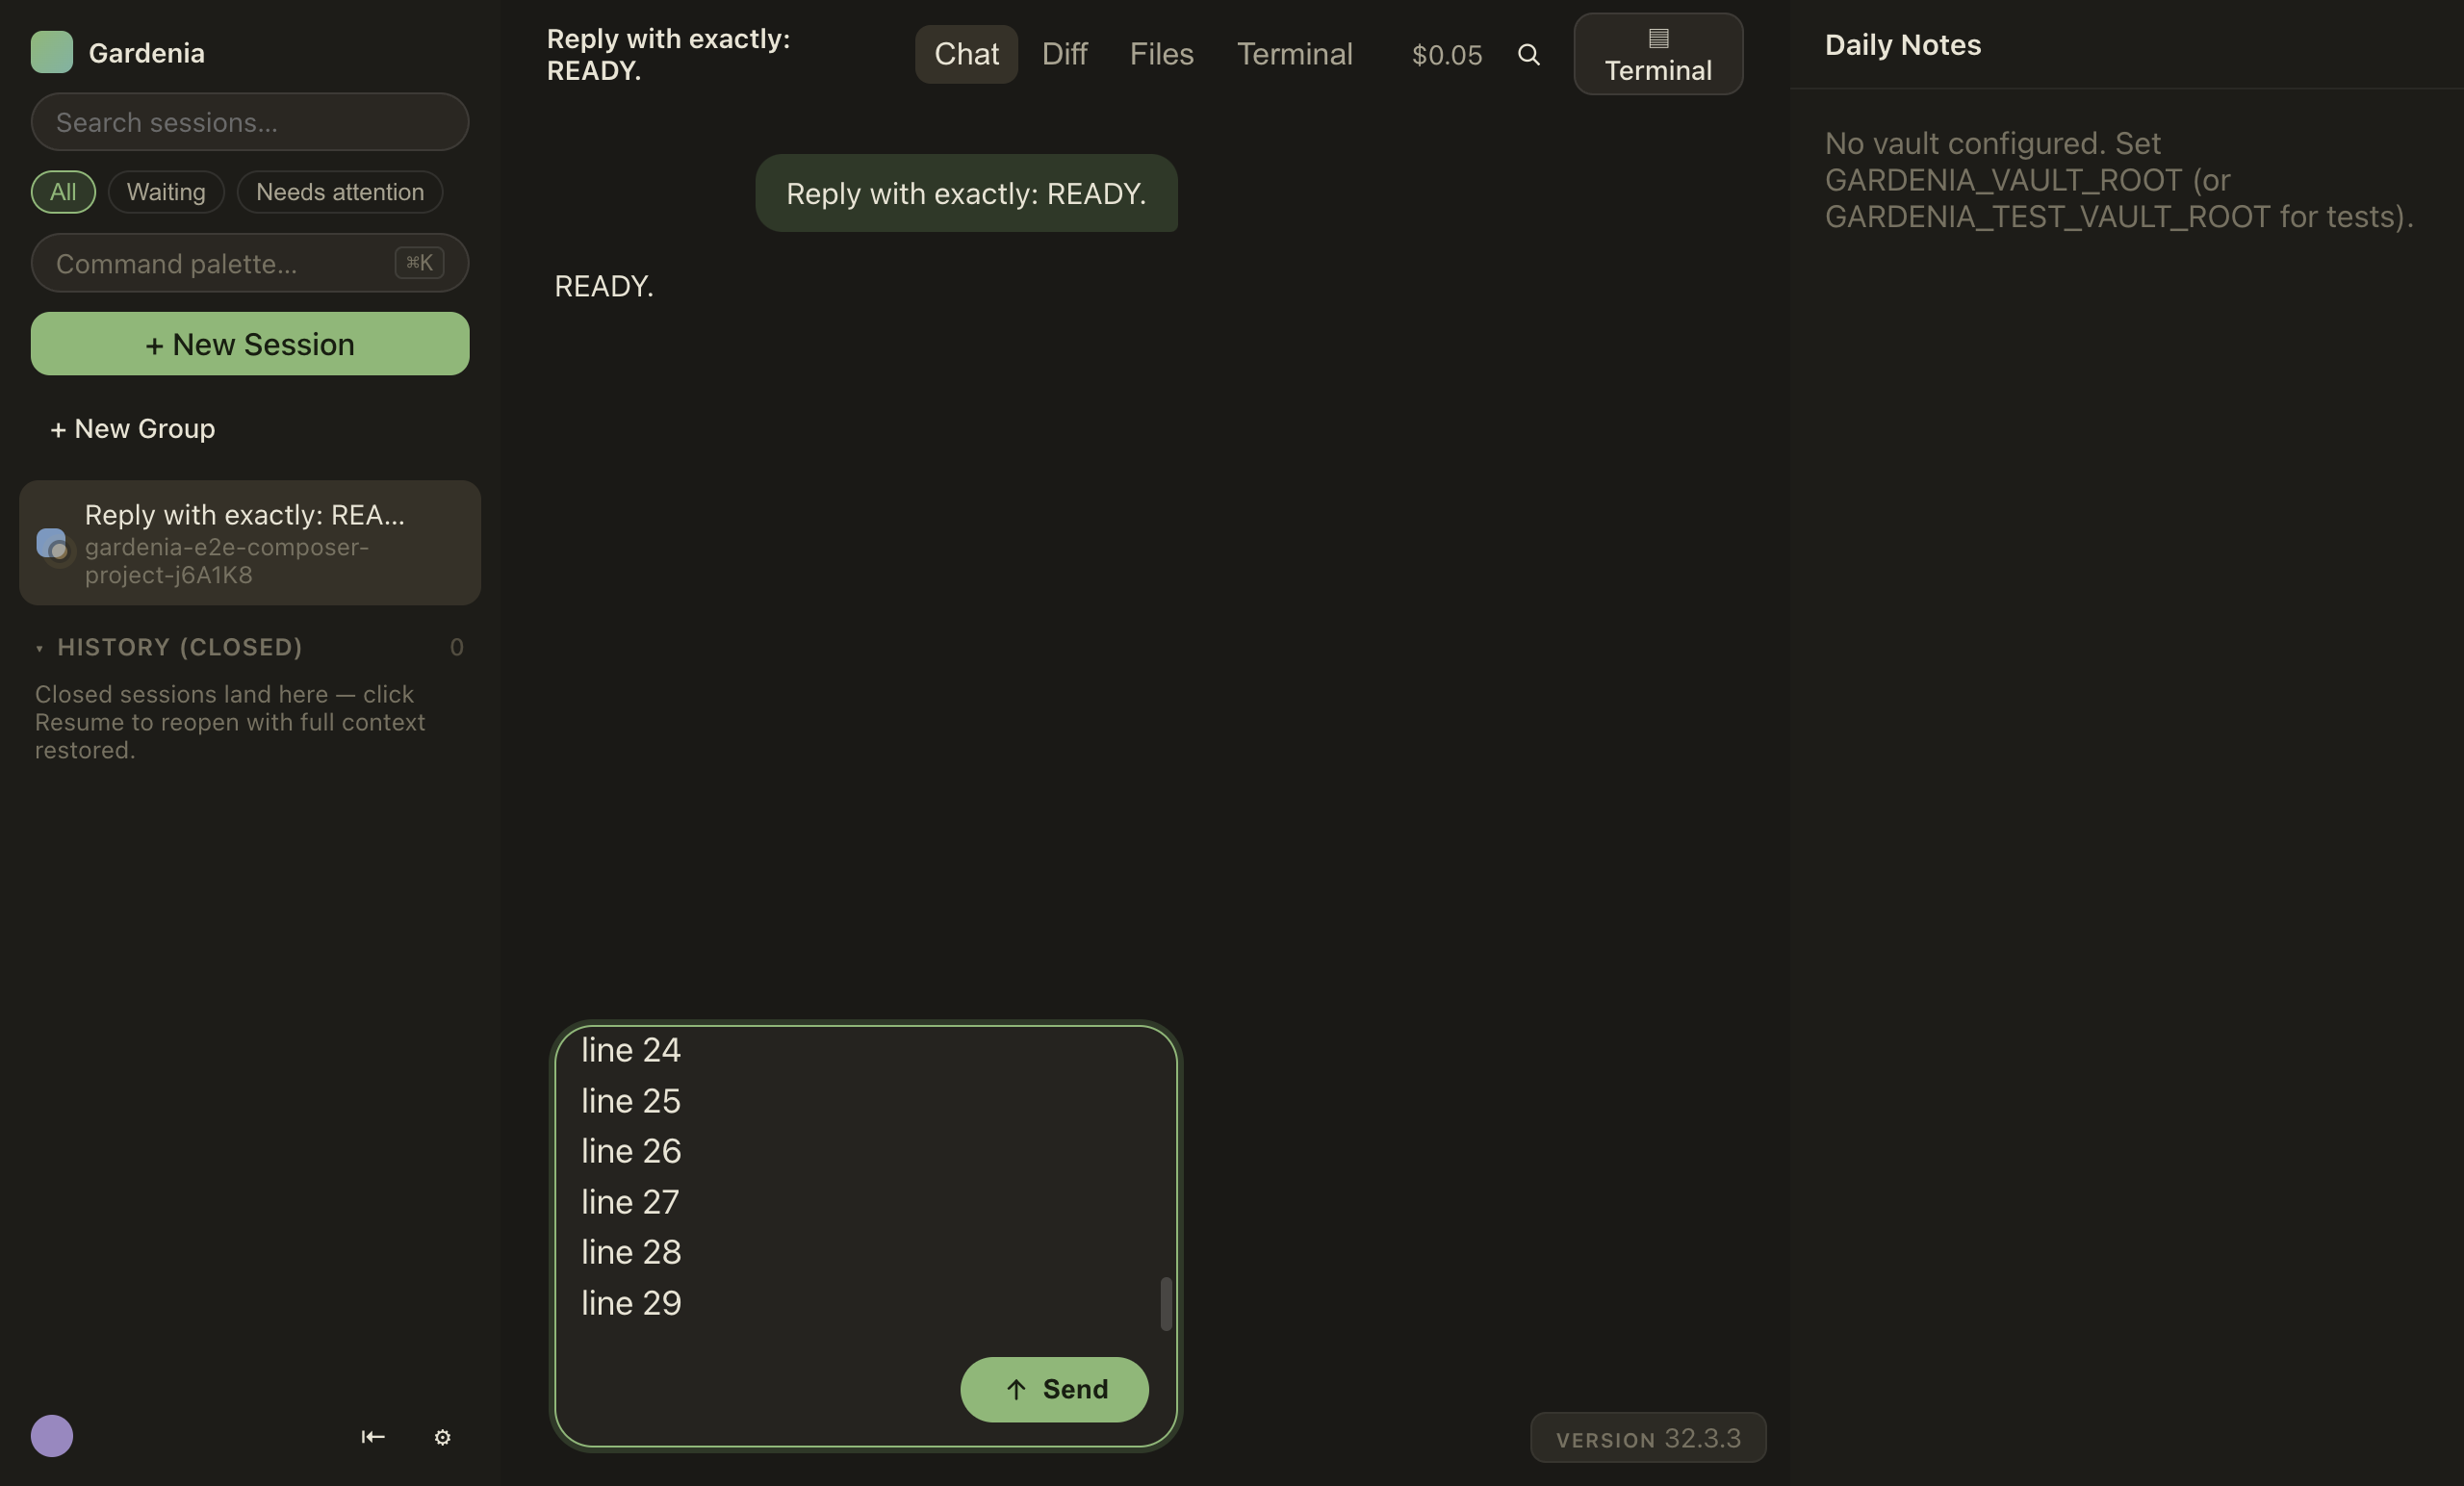 Gardenia
Search sessions...
All
Waiting
Needs attention
Command palette...
⌘K
+ New Session
+ New Group
Reply with exactly: REA...
gardenia-e2e-composer-
project-j6A1K8
HISTORY (CLOSED)
0
Closed sessions land here — click
Resume to reopen with full context
restored.
Reply with exactly:
READY.
Chat
Diff
Files
Terminal
$0.05
Terminal
Reply with exactly: READY.
READY.
line 24
line 25
line 26
line 27
line 28
line 29
Send
VERSION 32.3.3
Daily Notes
No vault configured. Set
GARDENIA_VAULT_ROOT (or
GARDENIA_TEST_VAULT_ROOT for tests).